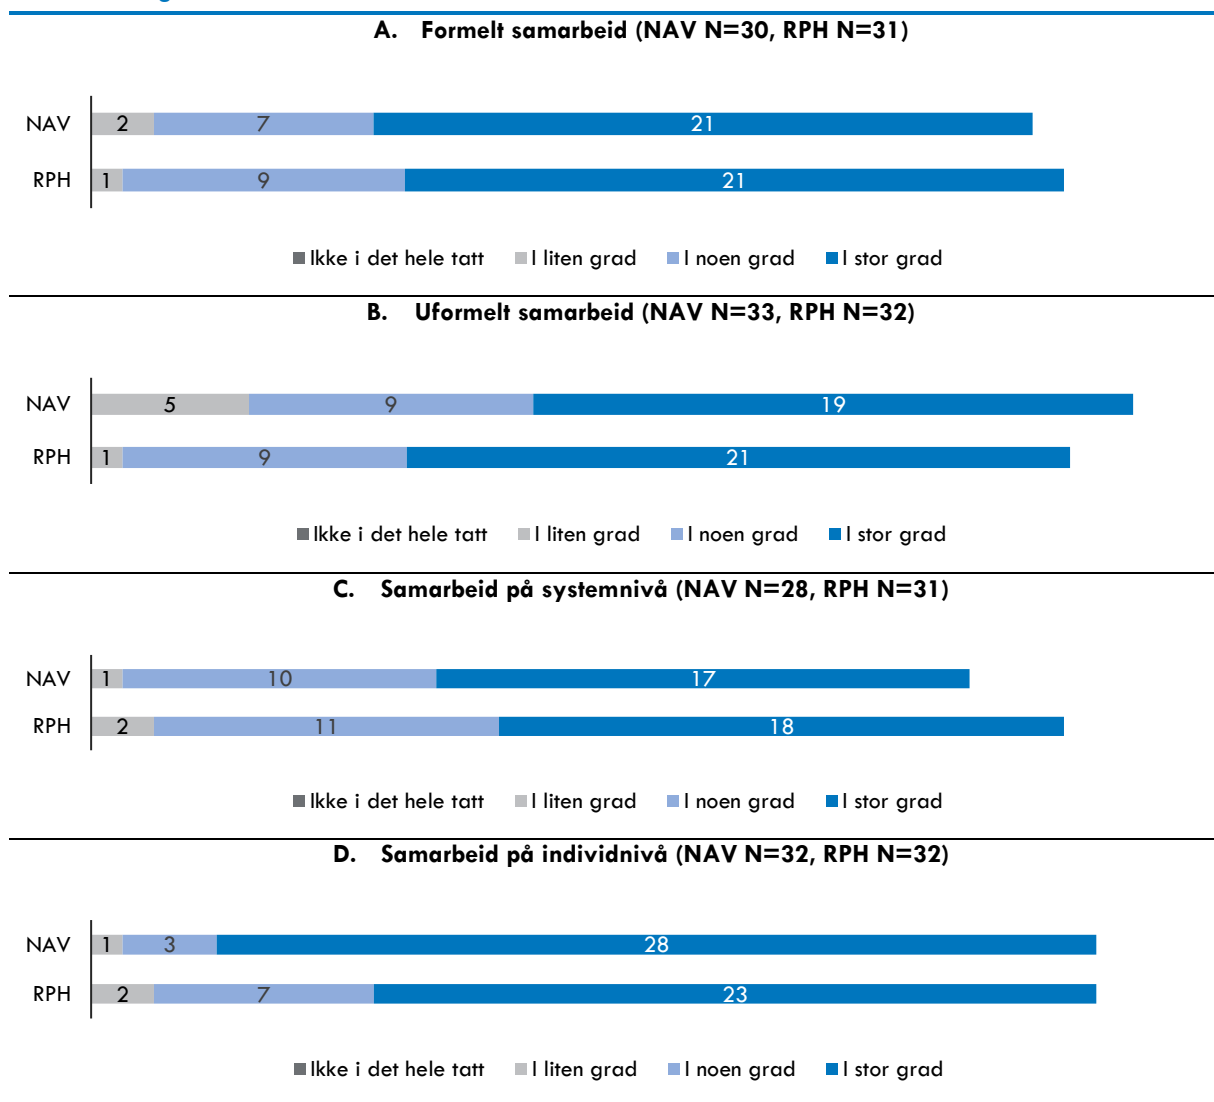 A. Formelt samarbeid (NAV N=30, RPH N=31)
NAV 2 7 21
RPH 1 9 21
Ikke i det hele tatt I liten grad I noen grad I stor grad
B. Uformelt samarbeid (NAV N=33, RPH N=32)
NAV 5 9 19
RPH 1 9 21
Ikke i det hele tatt I liten grad I noen grad I stor grad
C. Samarbeid på systemnivå (NAV N=28, RPH N=31)
NAV 1 10 17
RPH 2 11 18
Ikke i det hele tatt I liten grad I noen grad I stor grad
D. Samarbeid på individnivå (NAV N=32, RPH N=32)
NAV 1 3 28
RPH 2 7 23
Ikke i det hele tatt I liten grad I noen grad I stor grad